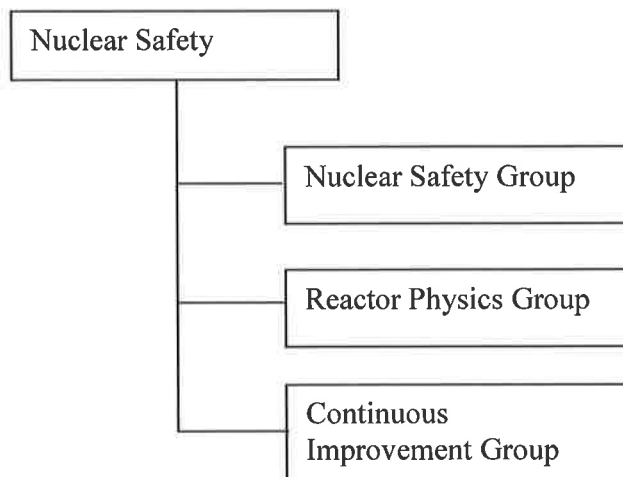 Nuclear Safety
Nuclear Safety Group
Reactor Physics Group
Continuous
Improvement Group